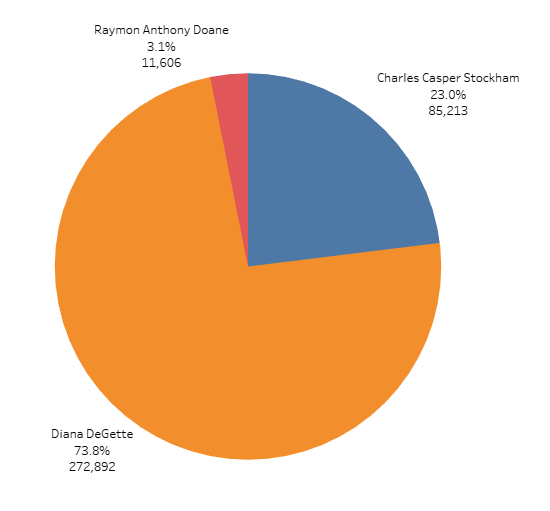 Raymon Anthony Doane
3.1%
11,606
Charles Casper Stockham
23.0%
85,213
Diana DeGette
73.8%
272,892